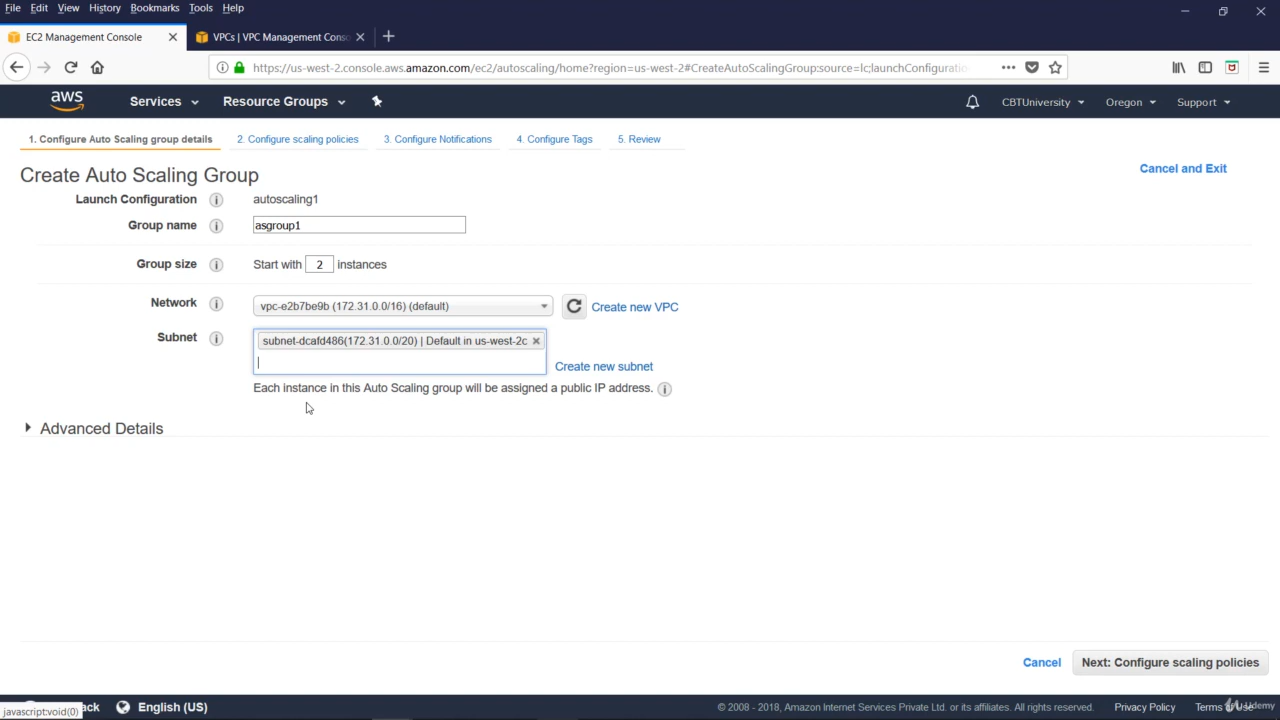 File Edit View History Bookmarks Tools Help
EC2 Management Console
VPCs | VPC Management Conso
https://us-west-2.console.aws.amazon.com/ec2/autoscaling/home?region=us-west-2#CreateAutoScalingGroup:source=lc;launchConfiguratio
aws Services Resource Groups CBTUniversity Oregon Support
1. Configure Auto Scaling group details 2. Configure scaling policies 3. Configure Notifications 4. Configure Tags 5. Review
Create Auto Scaling Group
Cancel and Exit
Launch Configuration i autoscaling1
Group name i asgroup1
Group size i Start with 2 instances
Network i vpc-e2b7be9b (172.31.0.0/16) (default) Create new VPC
Subnet i subnet-dcafd486(172.31.0.0/20) | Default in us-west-2c
Create new subnet
Each instance in this Auto Scaling group will be assigned a public IP address. i
Advanced Details
Cancel Next: Configure scaling policies
javascript:void(0) ack English (US) © 2008 - 2018, Amazon Internet Services Private Ltd. or its affiliates. All rights reserved. Privacy Policy Terms Udemy